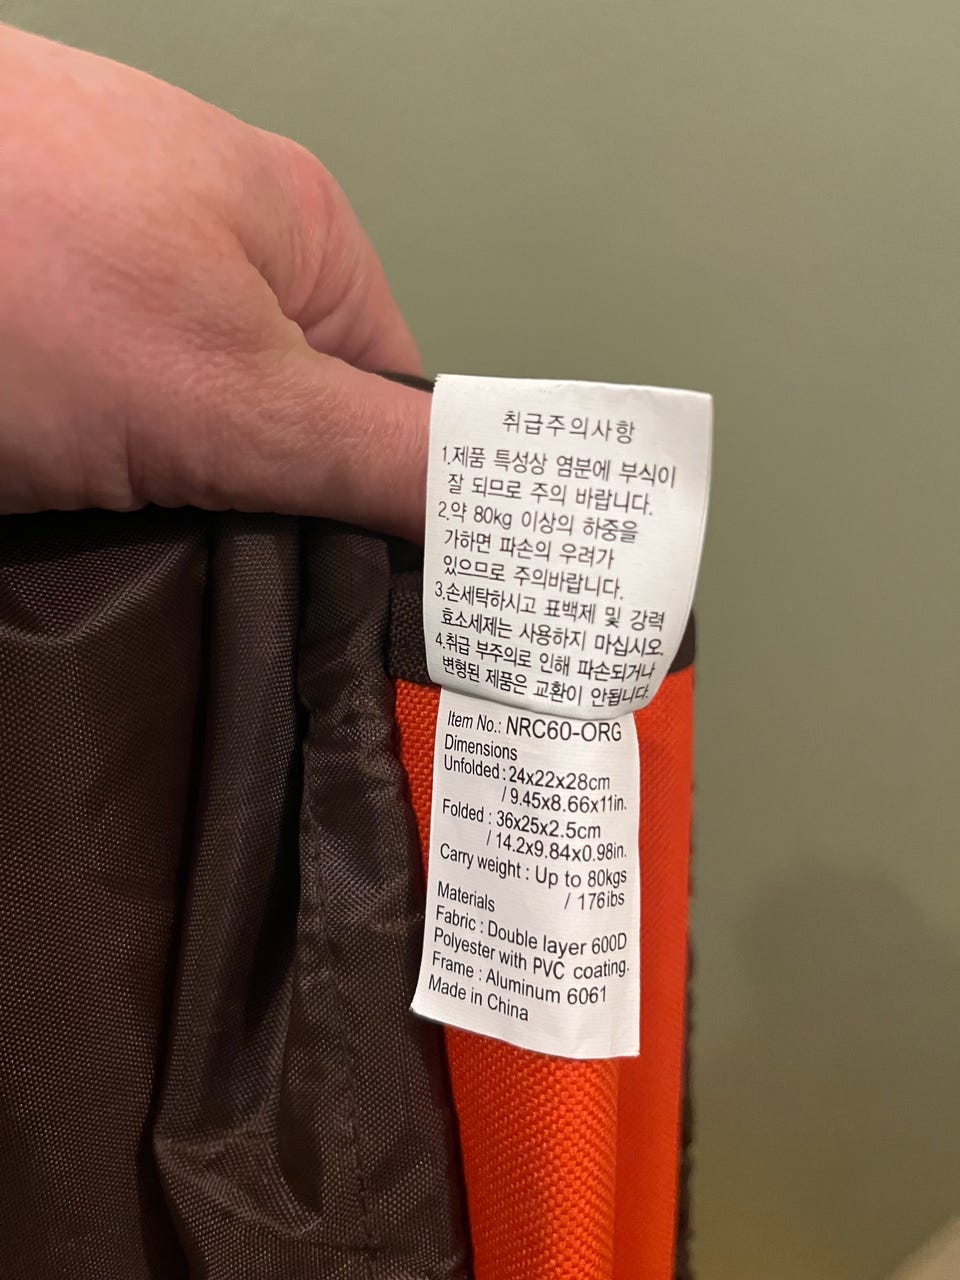 취급주의사항
1.제품 특성상 염분에 부식이
잘 되므로 주의 바랍니다.
2.약 80kg 이상의 하중을
가하면 파손의 우려가
있으므로 주의바랍니다.
3.손세탁하시고 표백제 및 강력
효소세제는 사용하지 마십시오.
4.취급 부주의로 인해 파손되거나
변형된 제품은 교환이 안됩니다.
Item No.: NRC60-ORG
Dimensions
Unfolded : 24x22x28cm
/ 9.45x8.66x11in.
Folded : 36x25x2.5cm
/ 14.2x9.84x0.98in.
Carry weight : Up to 80kgs
/ 176ibs
Materials
Fabric : Double layer 600D
Polyester with PVC coating.
Frame : Aluminum 6061
Made in China